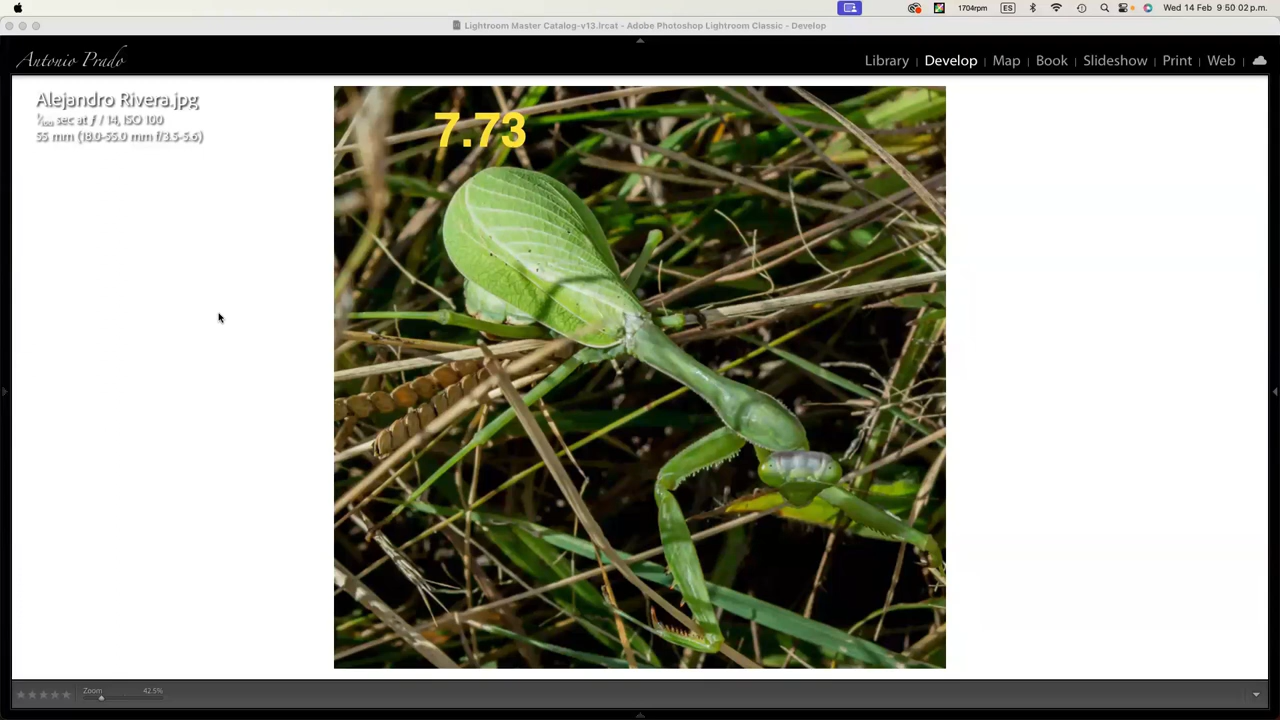 1704rpm
ES
Wed 14 Feb 9 50 02 p.m.
Lightroom Master Catalog-v13.lrcat - Adobe Photoshop Lightroom Classic - Develop
Antonio Prado
Library | Develop | Map | Book | Slideshow | Print | Web
Alejandro Rivera.jpg
1/100 sec at ƒ / 14, ISO 100
55 mm (18.0-55.0 mm f/3.5-5.6)
7.73
Zoom 42.5%